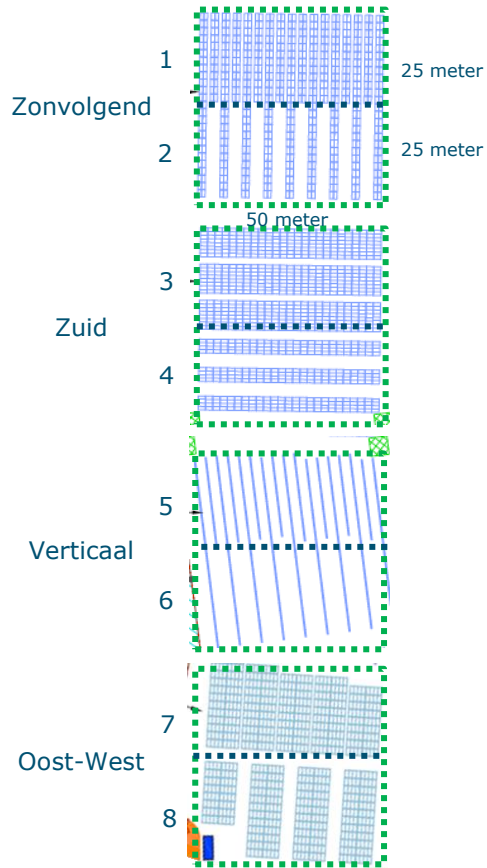 1
25 meter
Zonvolgend
2
25 meter
50 meter
3
Zuid
4
5
Verticaal
6
7
Oost-West
8